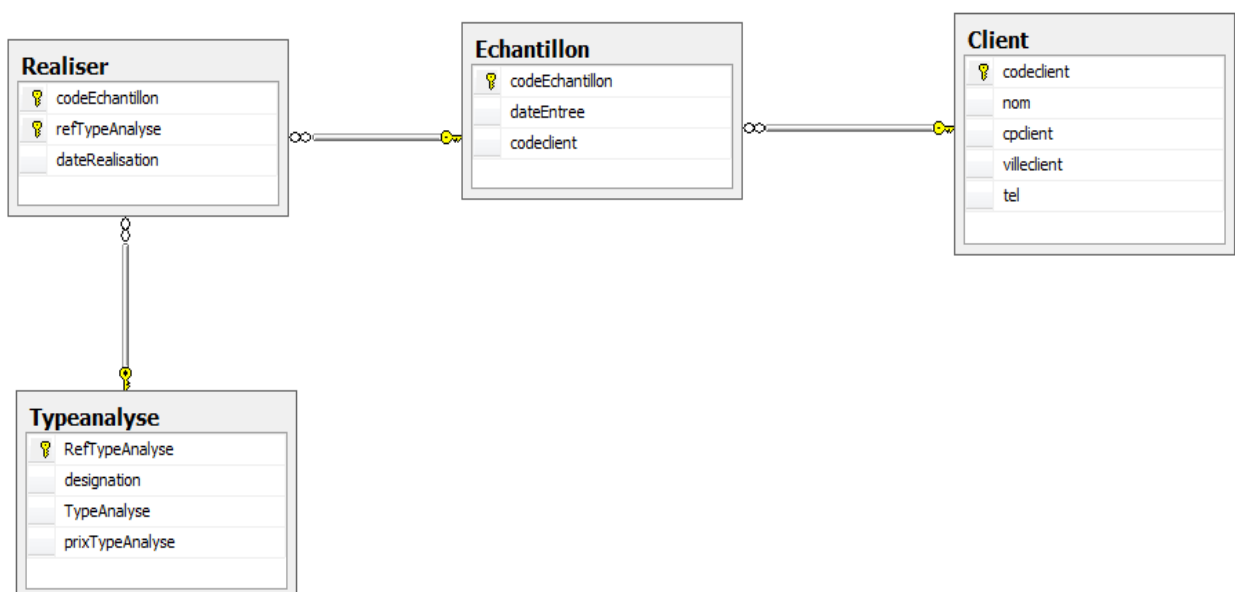 Realiser
codeEchantillon
refTypeAnalyse
dateRealisation
Echantillon
codeEchantillon
dateEntree
codeclient
Client
codeclient
nom
cpclient
villeclient
tel
Typeanalyse
RefTypeAnalyse
designation
TypeAnalyse
prixTypeAnalyse